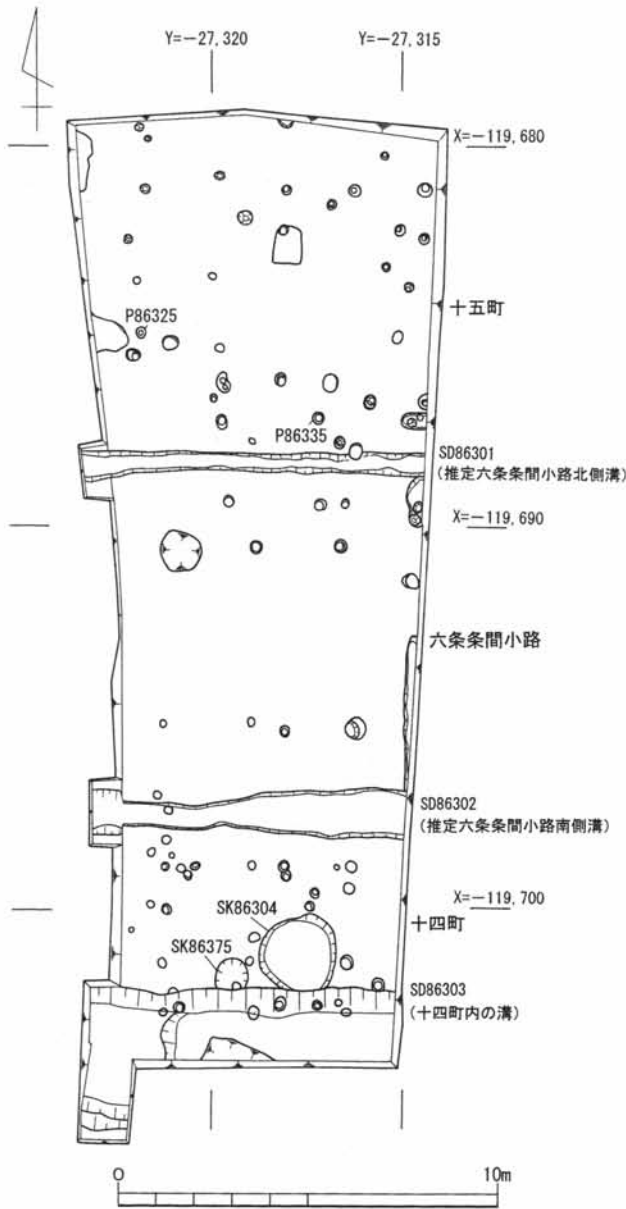 Y=-27,320
Y=-27,315
X=-119,680
十五町
P86325
P86335
SD86301
(推定六条条間小路北側溝)
X=-119,690
六条条間小路
SD86302
(推定六条条間小路南側溝)
X=-119,700
SK86304
十四町
SK86375
SD86303
(十四町内の溝)
0
10m